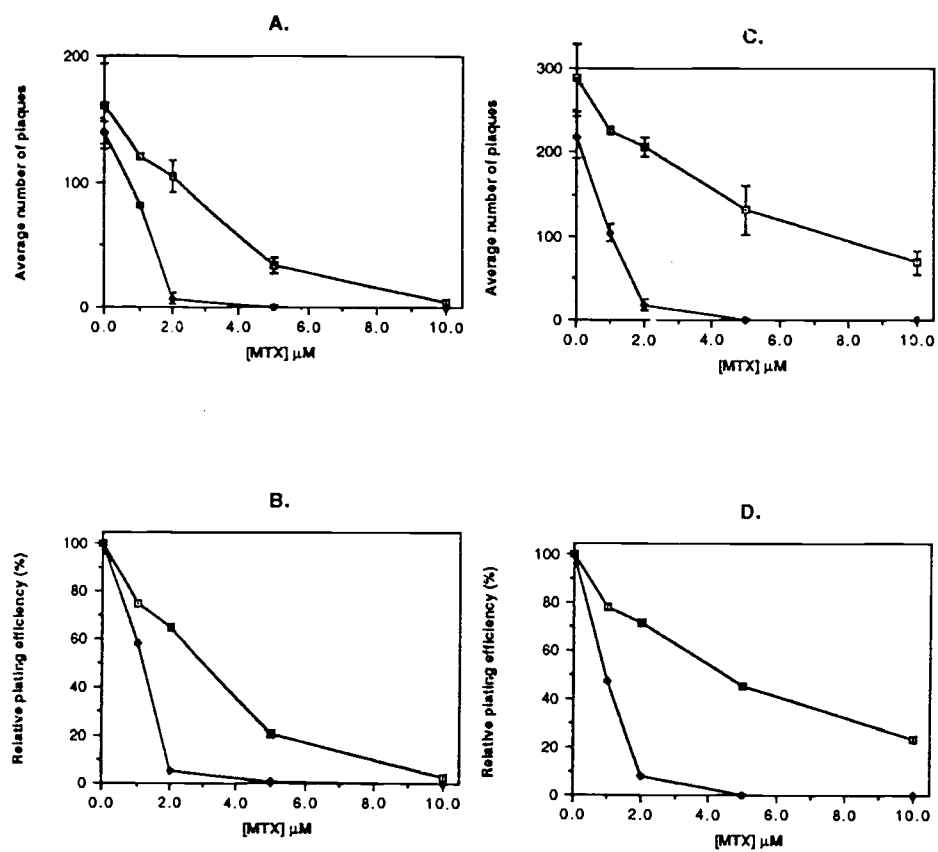 A.
200
100
0
Average number of plaques
0.0 2.0 4.0 6.0 8.0 10.0
[MTX] µM
C.
300
200
100
0
Average number of plaques
0.0 2.0 4.0 6.0 8.0 10.0
[MTX] µM
B.
100
80
60
40
20
0
Relative plating efficiency (%)
0.0 2.0 4.0 6.0 8.0 10.0
[MTX] µM
D.
100
80
60
40
20
0
Relative plating efficiency (%)
0.0 2.0 4.0 6.0 8.0 10.0
[MTX] µM